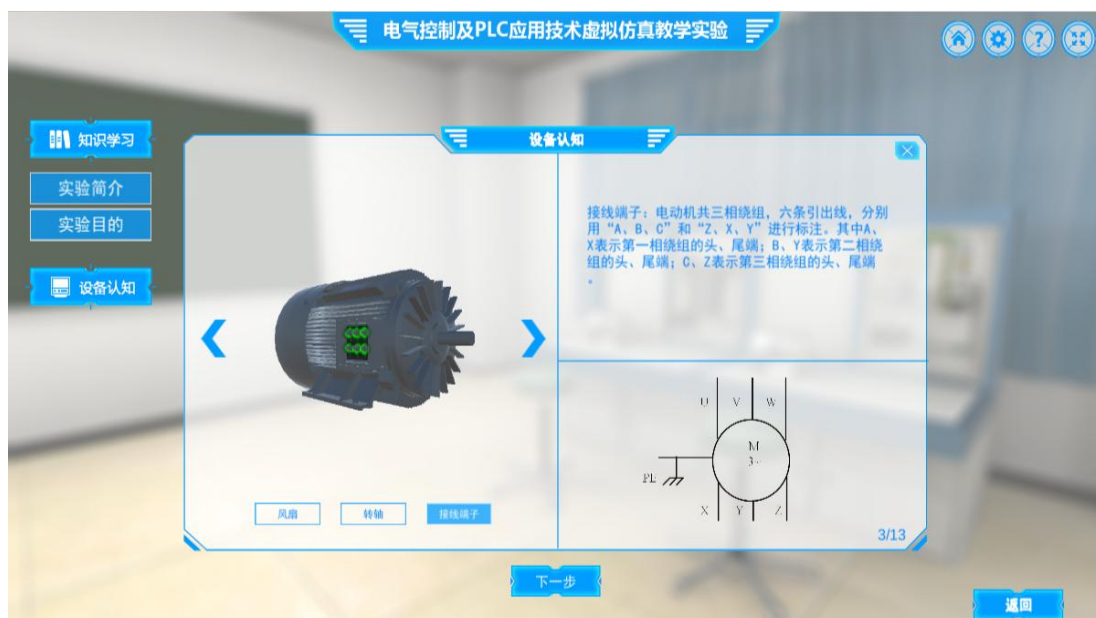 电气控制及PLC应用技术虚拟仿真教学实验
知识学习
实验简介
实验目的
设备认知
设备认知
接线端子：电动机共三相绕组，六条引出线，分别
用“A、B、C”和“Z、X、Y”进行标注。其中A、
X表示第一相绕组的头、尾端；B、Y表示第二相绕
组的头、尾端；C、Z表示第三相绕组的头、尾端
。
U V W
M
3~
PE
X Y Z
风扇 转轴 接线端子
3/13
下一步
返回